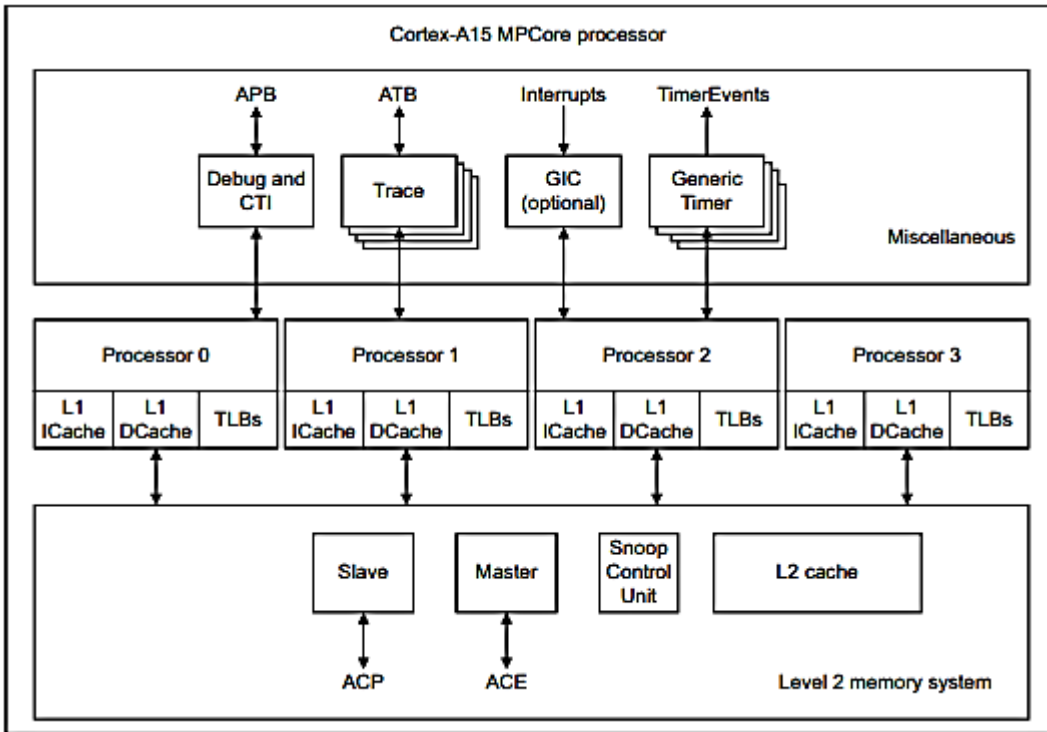 Cortex-A15 MPCore processor
APB
ATB
Interrupts
TimerEvents
Debug and
CTI
Trace
GIC
(optional)
Generic
Timer
Miscellaneous
Processor 0
Processor 1
Processor 2
Processor 3
L1
ICache
L1
DCache
TLBs
L1
ICache
L1
DCache
TLBs
L1
ICache
L1
DCache
TLBs
L1
ICache
L1
DCache
TLBs
Slave
Master
Snoop
Control
Unit
L2 cache
ACP
ACE
Level 2 memory system